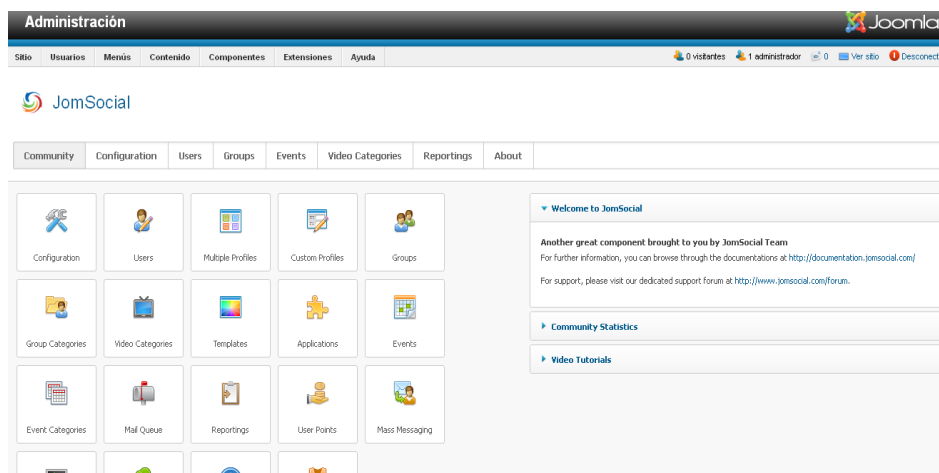 Administración
Joomla
Sitio Usuarios Menús Contenido Componentes Extensiones Ayuda
0 visitantes 1 administrador 0 Ver sitio Desconect
JomSocial
Community Configuration Users Groups Events Video Categories Reportings About
Configuration Users Multiple Profiles Custom Profiles Groups
Group Categories Video Categories Templates Applications Events
Event Categories Mail Queue Reportings User Points Mass Messaging
Welcome to JomSocial
Another great component brought to you by JomSocial Team
For further information, you can browse through the documentations at http://documentation.jomsocial.com/
For support, please visit our dedicated support forum at http://www.jomsocial.com/forum.
Community Statistics
Video Tutorials